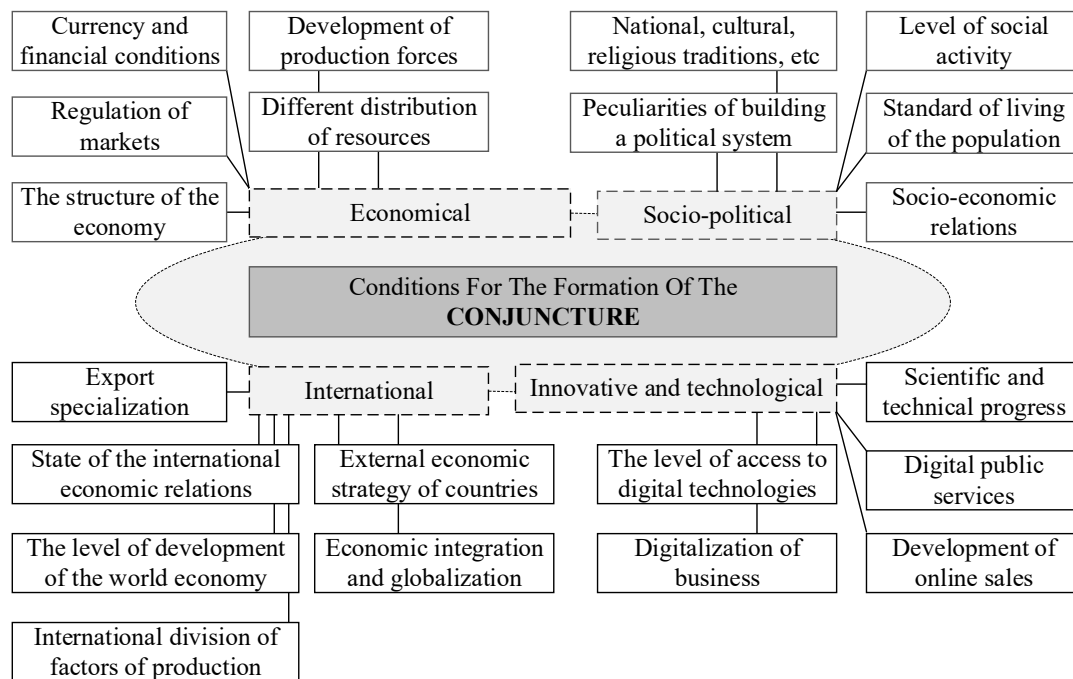 Currency and
financial conditions
Development of
production forces
National, cultural,
religious traditions, etc
Level of social
activity
Regulation of
markets
Different distribution
of resources
Peculiarities of building
a political system
Standard of living
of the population
The structure of the
economy
Economical
Socio-political
Socio-economic
relations
Conditions For The Formation Of The
CONJUNCTURE
Export
specialization
International
Innovative and technological
Scientific and
technical progress
State of the international
economic relations
External economic
strategy of countries
The level of access to
digital technologies
Digital public
services
The level of development
of the world economy
Economic integration
and globalization
Digitalization of
business
Development of
online sales
International division of
factors of production